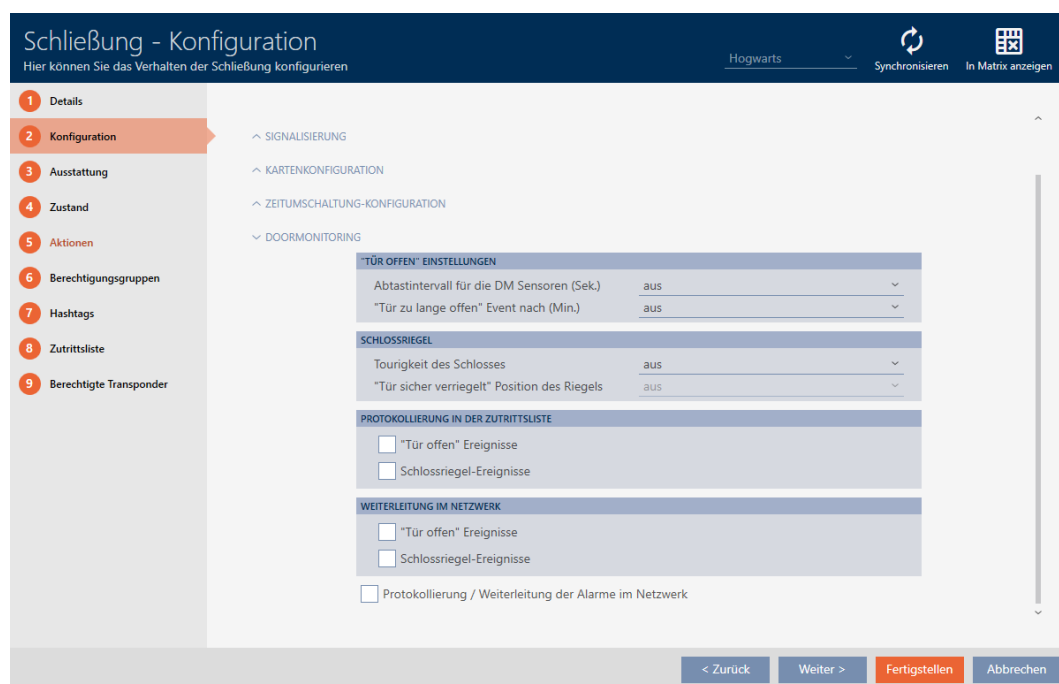 Schließung - Konfiguration
Hier können Sie das Verhalten der Schließung konfigurieren
Hogwarts
Synchronisieren
In Matrix anzeigen
1 Details
2 Konfiguration
3 Ausstattung
4 Zustand
5 Aktionen
6 Berechtigungsgruppen
7 Hashtags
8 Zutrittsliste
9 Berechtigte Transponder
SIGNALISIERUNG
KARTENKONFIGURATION
ZEITUMSCHALTUNG-KONFIGURATION
DOORMONITORING
"TÜR OFFEN" EINSTELLUNGEN
Abtastintervall für die DM Sensoren (Sek.) aus
"Tür zu lange offen" Event nach (Min.) aus
SCHLOSSRIEGEL
Tourigkeit des Schlosses aus
"Tür sicher verriegelt" Position des Riegels aus
PROTOKOLLIERUNG IN DER ZUTRITTSLISTE
"Tür offen" Ereignisse
Schlossriegel-Ereignisse
WEITERLEITUNG IM NETZWERK
"Tür offen" Ereignisse
Schlossriegel-Ereignisse
Protokollierung / Weiterleitung der Alarme im Netzwerk
< Zurück
Weiter >
Fertigstellen
Abbrechen